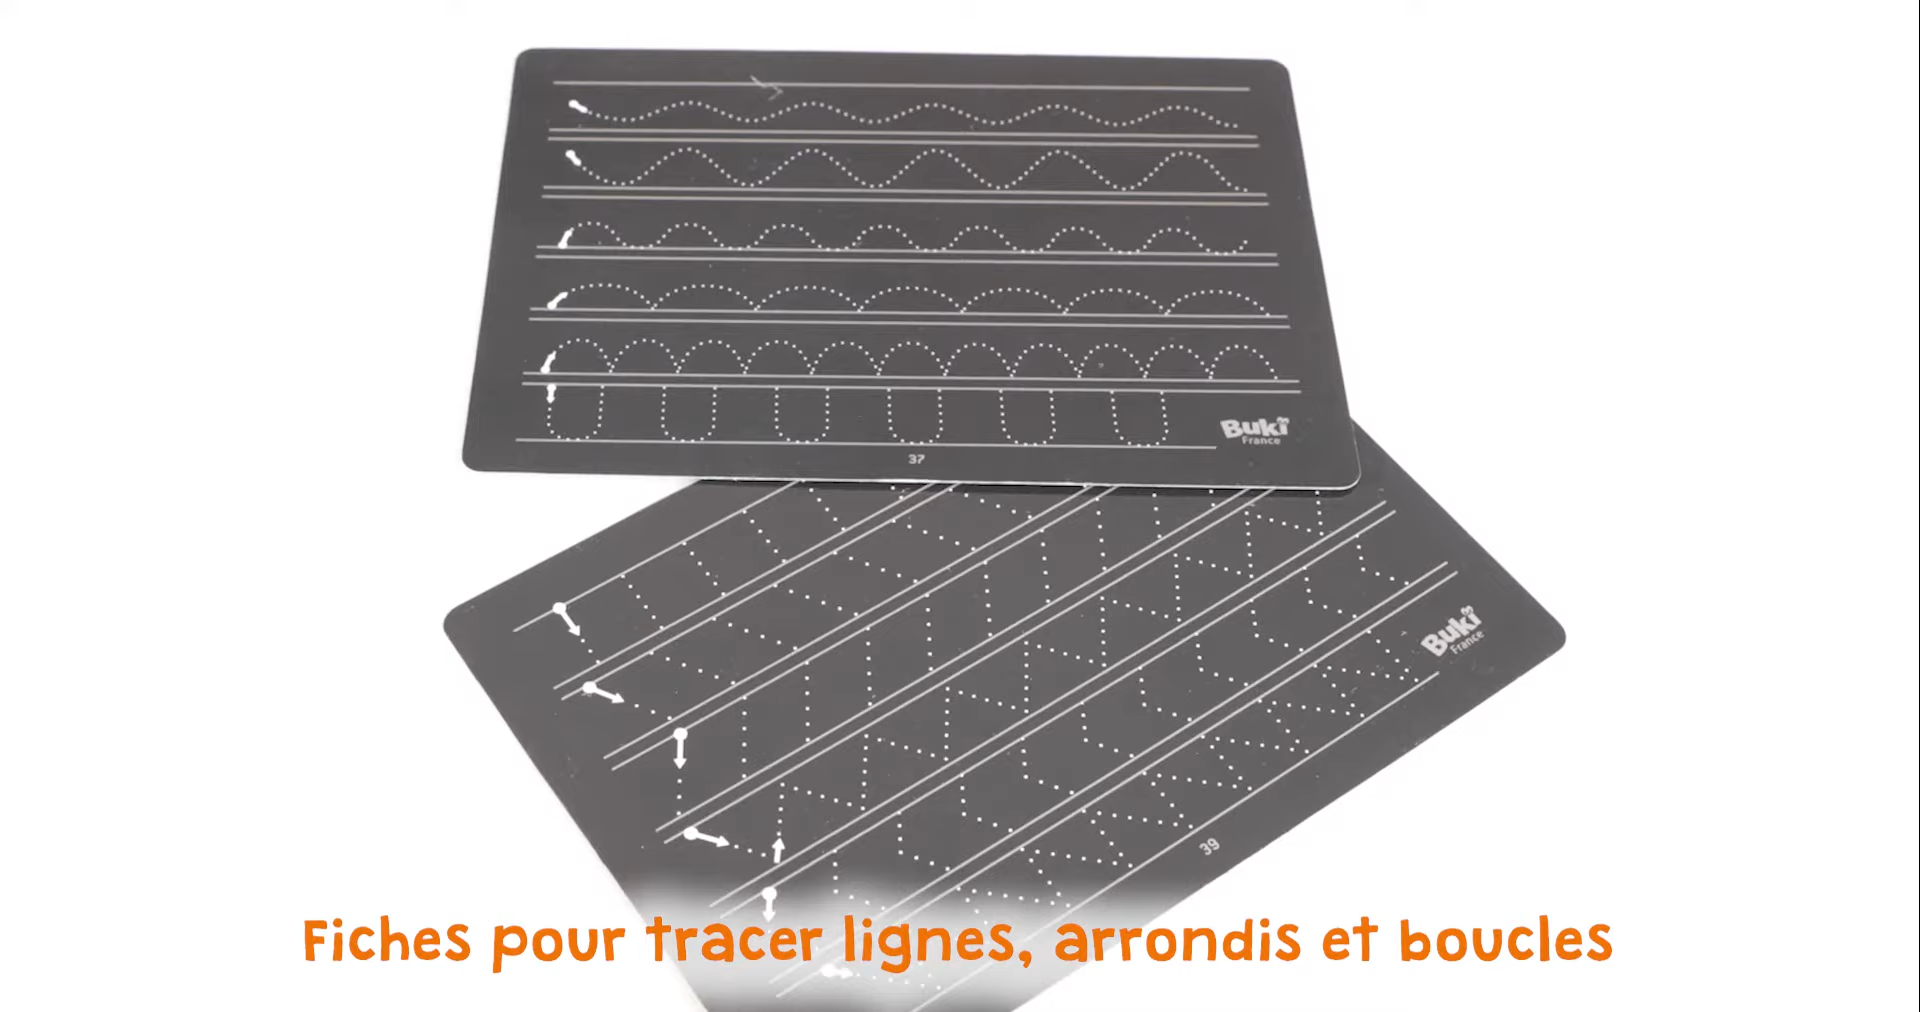 Buki
France
37
Buki
France
39
Fiches pour tracer lignes, arrondis et boucles